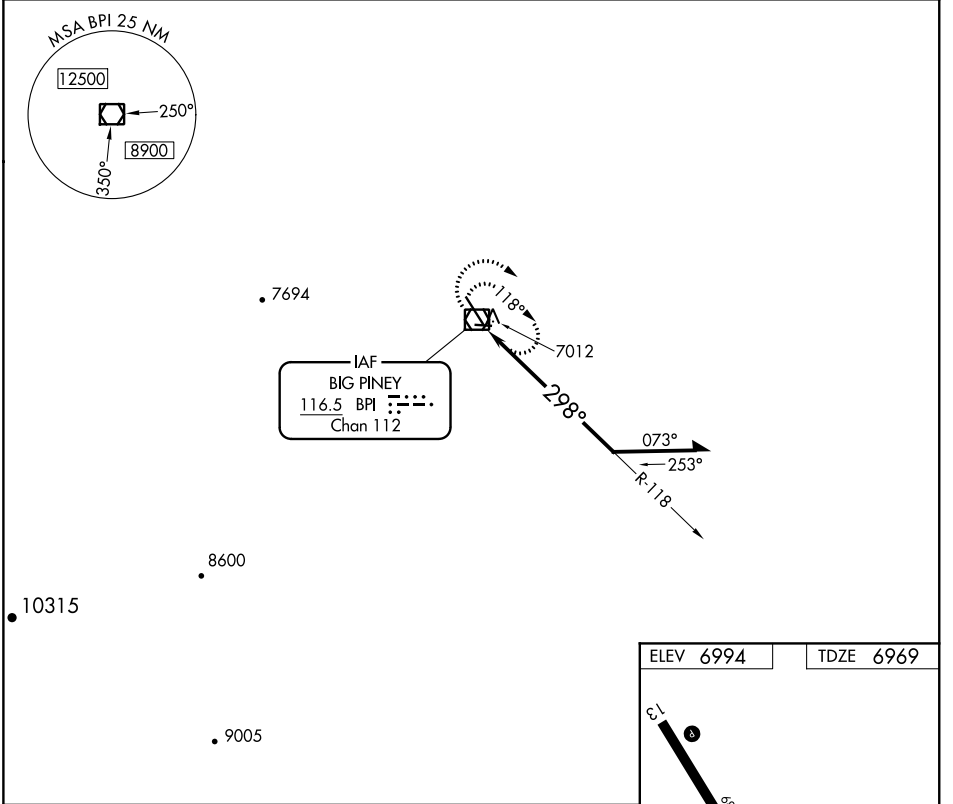 MSA BPI 25 NM
12500
250°
8900
350°
7694
118°
7012
IAF
BIG PINEY
116.5 BPI
Chan 112
298°
073°
253°
R-118
8600
10315
9005
ELEV 6994
TDZE 6969
13
P